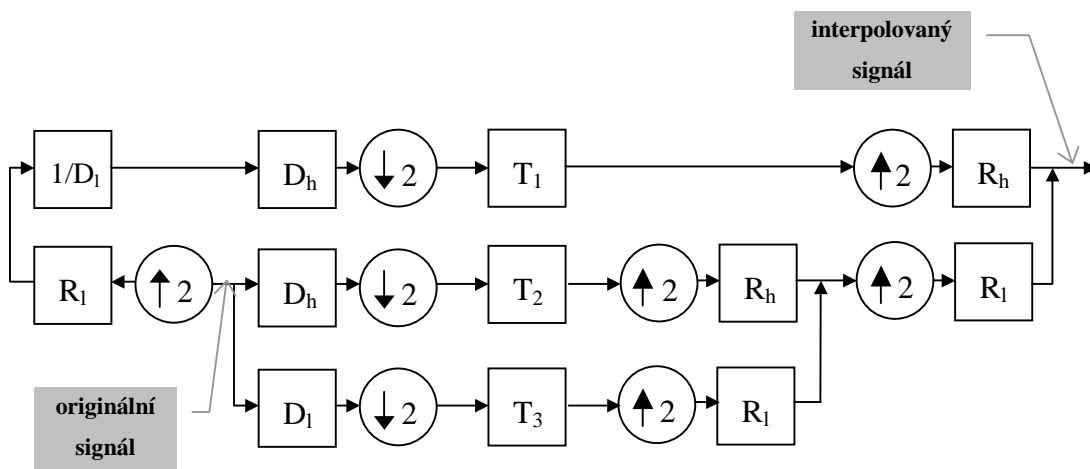 interpolovaný
signál
1/Dₗ
Dₕ
2
T₁
2
Rₕ
Rₗ
2
Dₕ
2
T₂
2
Rₕ
2
Rₗ
Dₗ
2
T₃
2
Rₗ
originální
signál